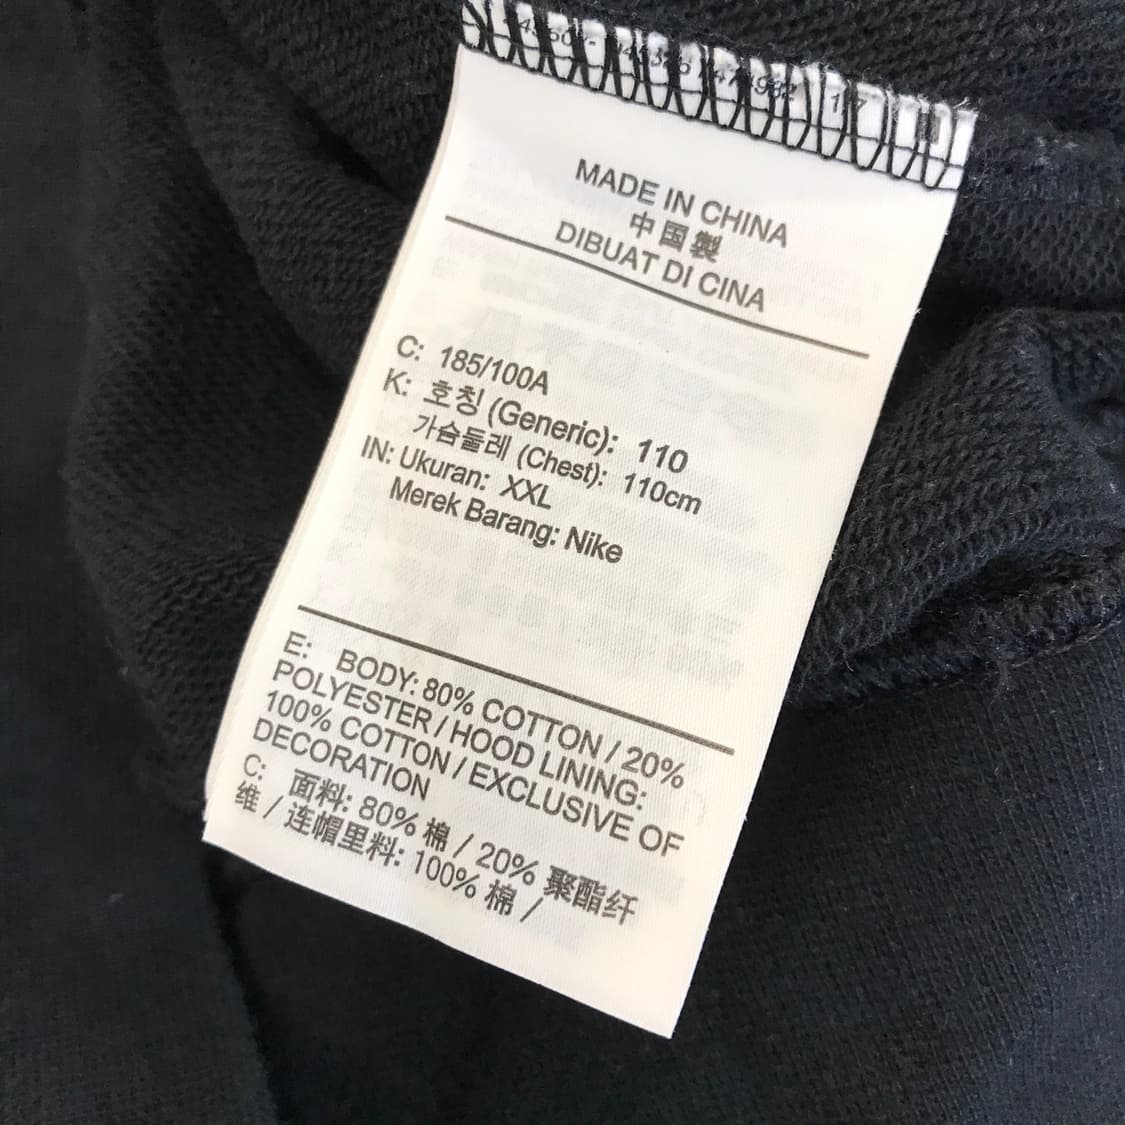 MADE IN CHINA
中国製
DIBUAT DI CINA
C: 185/100A
K: 호칭 (Generic): 110
가슴둘레 (Chest): 110cm
IN: Ukuran: XXL
Merek Barang: Nike
E: BODY: 80% COTTON / 20%
POLYESTER / HOOD LINING:
100% COTTON / EXCLUSIVE OF
DECORATION
C: 面料: 80% 棉 / 20% 聚酯纤
维 / 连帽里料: 100% 棉 /